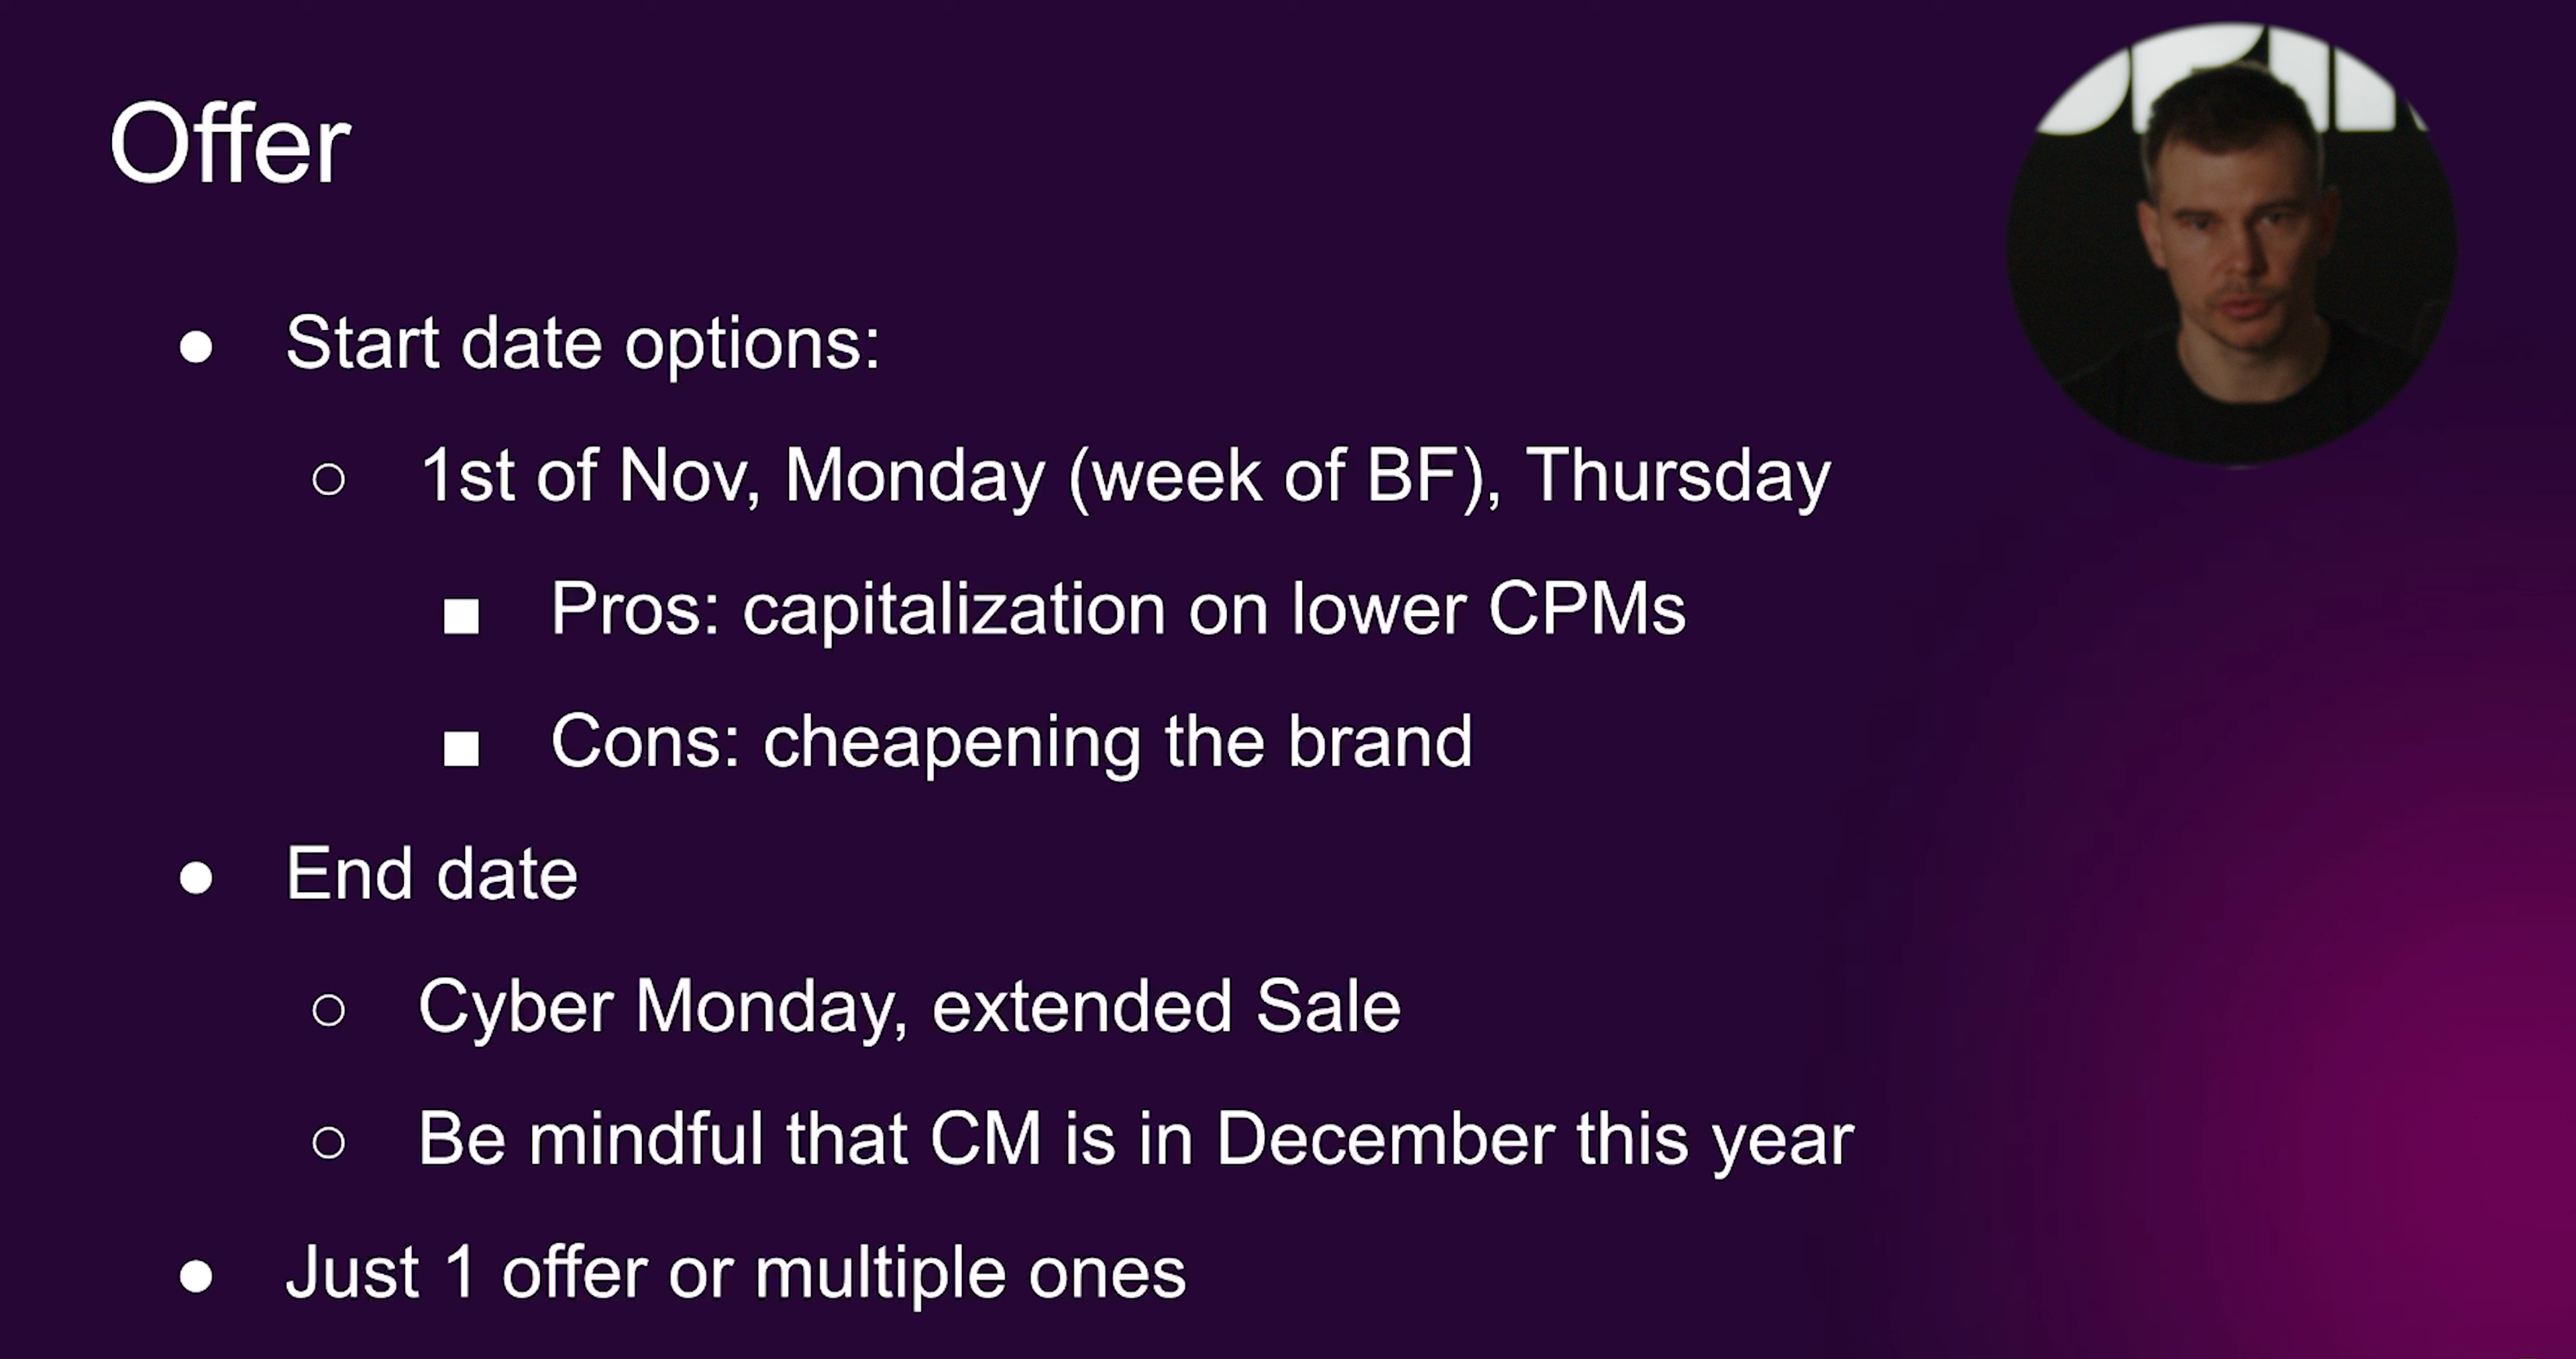 Offer
● Start date options:
○ 1st of Nov, Monday (week of BF), Thursday
■ Pros: capitalization on lower CPMs
■ Cons: cheapening the brand
● End date
○ Cyber Monday, extended Sale
○ Be mindful that CM is in December this year
● Just 1 offer or multiple ones